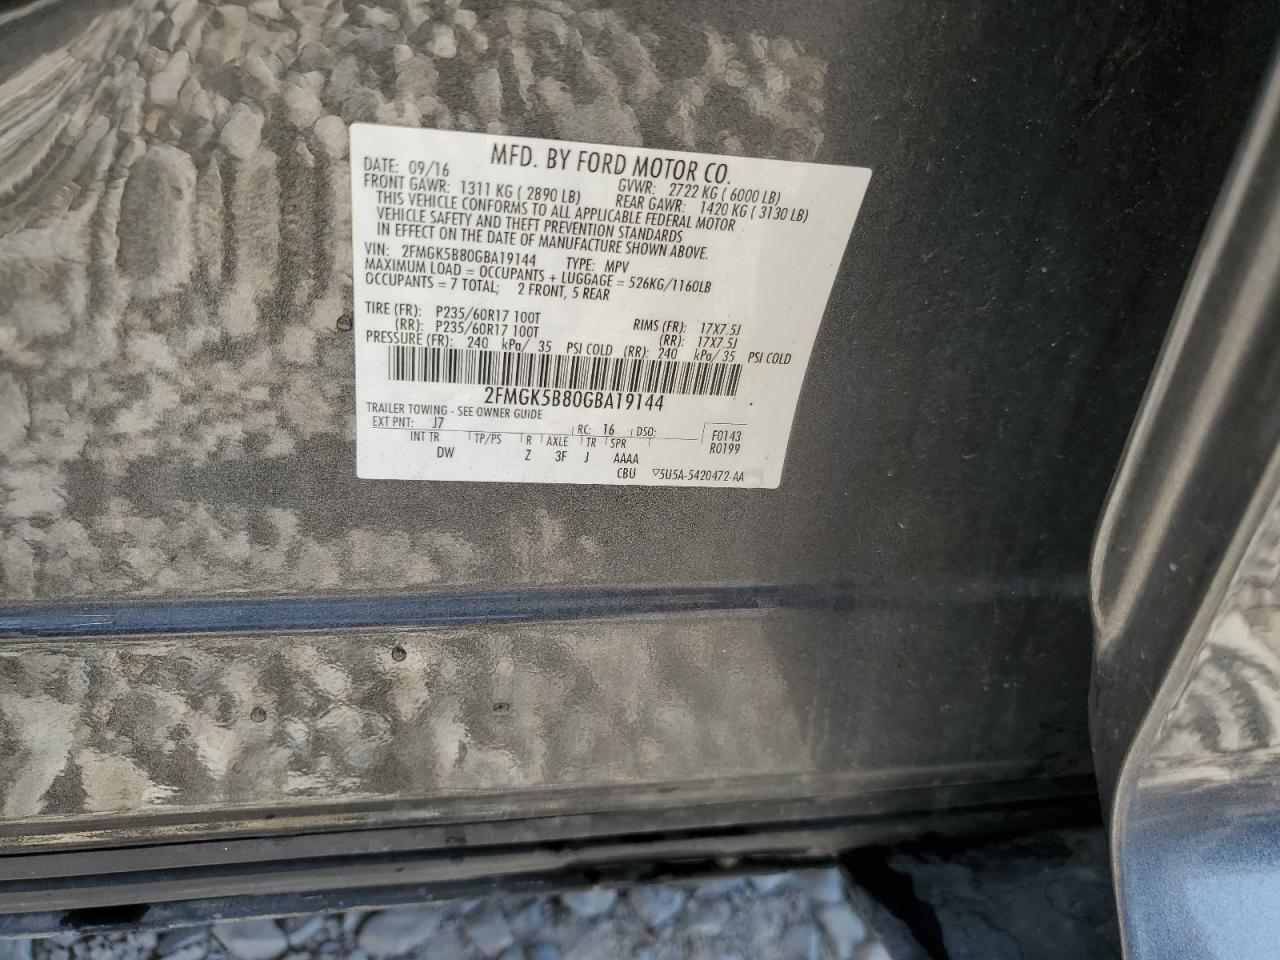 MFD. BY FORD MOTOR CO.
DATE: 09/16 GVWR: 2722 KG ( 6000 LB)
FRONT GAWR: 1311 KG ( 2890 LB) REAR GAWR: 1420 KG ( 3130 LB)
THIS VEHICLE CONFORMS TO ALL APPLICABLE FEDERAL MOTOR
VEHICLE SAFETY AND THEFT PREVENTION STANDARDS
IN EFFECT ON THE DATE OF MANUFACTURE SHOWN ABOVE.
VIN: 2FMGK5B80GBA19144 TYPE: MPV
MAXIMUM LOAD = OCCUPANTS + LUGGAGE = 526KG/1160LB
OCCUPANTS = 7 TOTAL; 2 FRONT, 5 REAR
TIRE (FR): P235/60R17 100T RIMS (FR): 17X7.5J
(RR): P235/60R17 100T (RR): 17X7.5J
PRESSURE (FR): 240 kPa/ 35 PSI COLD (RR): 240 kPa/ 35 PSI COLD
2FMGK5B80GBA19144
TRAILER TOWING - SEE OWNER GUIDE
EXT PNT: J7 RC: 16 DSO: F0143
INT TR TP/PS R AXLE TR SPR R0199
DW Z 3F J AAAA
CBU ▽5U5A-5420472-AA